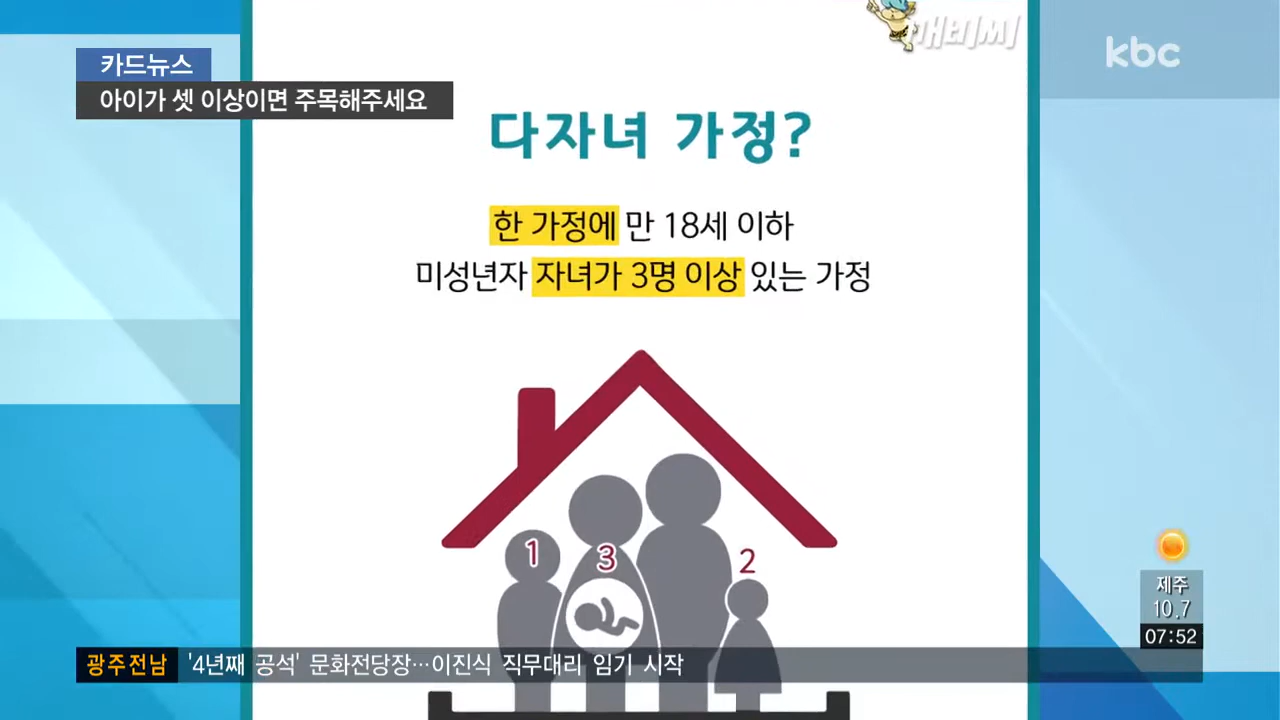 카드뉴스
아이가 셋 이상이면 주목해주세요
kbc
다자녀 가정?
한 가정에 만 18세 이하
미성년자 자녀가 3명 이상 있는 가정
1
3
2
제주
10.7
07:52
광주전남 '4년째 공석' 문화전당장…이진식 직무대리 임기 시작